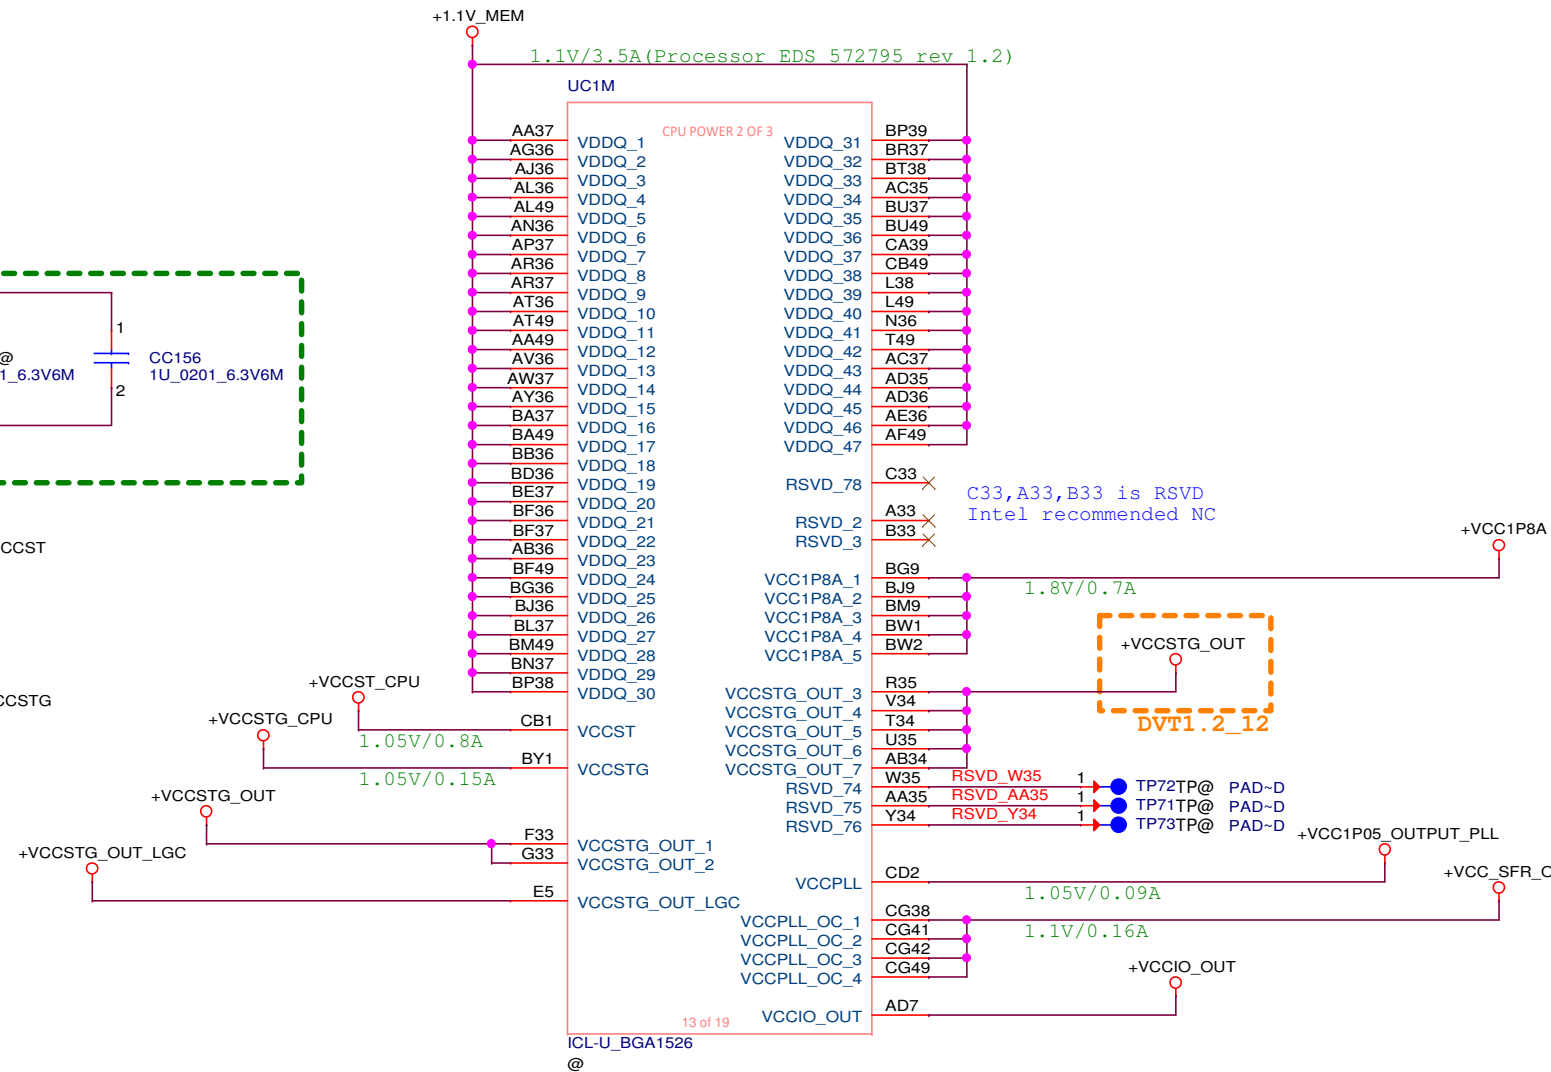 +1.1V_MEM
1.1V/3.5A(Processor EDS 572795 rev 1.2)
UC1M
CPU POWER 2 OF 3
AA37 VDDQ_1 VDDQ_31 BP39
AG36 VDDQ_2 VDDQ_32 BR37
AJ36 VDDQ_3 VDDQ_33 BT38
AL36 VDDQ_4 VDDQ_34 AC35
AL49 VDDQ_5 VDDQ_35 BU37
AN36 VDDQ_6 VDDQ_36 BU49
AP37 VDDQ_7 VDDQ_37 CA39
AR36 VDDQ_8 VDDQ_38 CB49
AR37 VDDQ_9 VDDQ_39 L38
AT36 VDDQ_10 VDDQ_40 L49
AT49 VDDQ_11 VDDQ_41 N36
AA49 VDDQ_12 VDDQ_42 T49
AV36 VDDQ_13 VDDQ_43 AC37
AW37 VDDQ_14 VDDQ_44 AD35
AY36 VDDQ_15 VDDQ_45 AD36
BA37 VDDQ_16 VDDQ_46 AE36
BA49 VDDQ_17 VDDQ_47 AF49
BB36 VDDQ_18
BD36 VDDQ_19 RSVD_78 C33
BE37 VDDQ_20
BF36 VDDQ_21 RSVD_2 A33
BF37 VDDQ_22 RSVD_3 B33
AB36 VDDQ_23
BF49 VDDQ_24 VCC1P8A_1 BG9
BG36 VDDQ_25 VCC1P8A_2 BJ9
BJ36 VDDQ_26 VCC1P8A_3 BM9
BL37 VDDQ_27 VCC1P8A_4 BW1
BM49 VDDQ_28 VCC1P8A_5 BW2
BN37 VDDQ_29
BP38 VDDQ_30 VCCSTG_OUT_3 R35
VCCSTG_OUT_4 V34
CB1 VCCST VCCSTG_OUT_5 T34
VCCSTG_OUT_6 U35
BY1 VCCSTG VCCSTG_OUT_7 AB34
RSVD_74 W35 RSVD_W35 1 TP72TP@ PAD~D
RSVD_75 AA35 RSVD_AA35 1 TP71TP@ PAD~D
RSVD_76 Y34 RSVD_Y34 1 TP73TP@ PAD~D
F33 VCCSTG_OUT_1
G33 VCCSTG_OUT_2
VCCPLL CD2
E5 VCCSTG_OUT_LGC
VCCPLL_OC_1 CG38
VCCPLL_OC_2 CG41
VCCPLL_OC_3 CG42
VCCPLL_OC_4 CG49
VCCIO_OUT AD7
13 of 19
ICL-U_BGA1526
@
C33,A33,B33 is RSVD
Intel recommended NC
+VCC1P8A
1.8V/0.7A
+VCCSTG_OUT
DVT1.2_12
+VCC1P05_OUTPUT_PLL
1.05V/0.09A
+VCC_SFR_O
1.1V/0.16A
+VCCIO_OUT
1
@ CC156
1_6.3V6M 1U_0201_6.3V6M
2
CCST
CCSTG
+VCCST_CPU
1.05V/0.8A
+VCCSTG_CPU
1.05V/0.15A
+VCCSTG_OUT
+VCCSTG_OUT_LGC